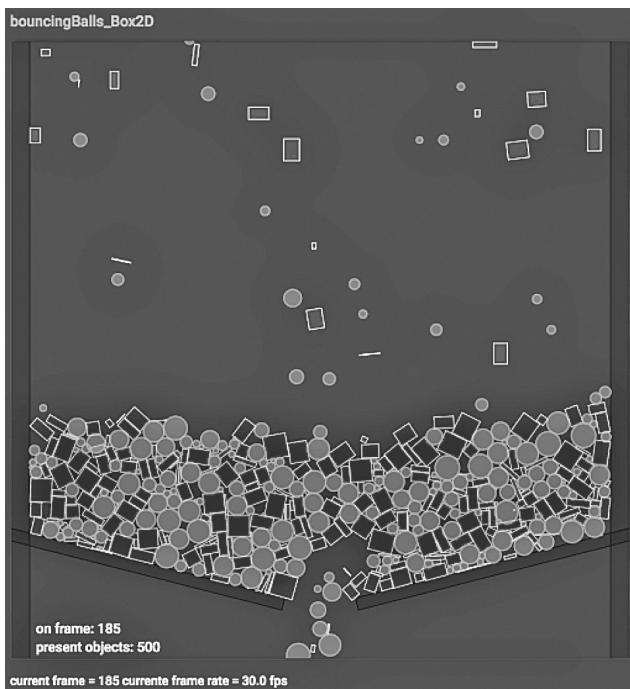 bouncingBalls_Box2D
on frame: 185
present objects: 500
current frame = 185 currente frame rate = 30.0 fps